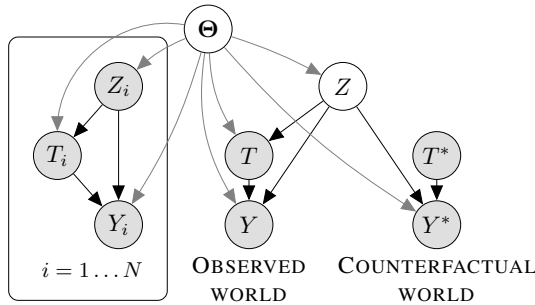 Θ
Z_i
Z
T_i
T
T*
Y_i
Y
Y*
i = 1 … N
OBSERVED WORLD
COUNTERFACTUAL WORLD